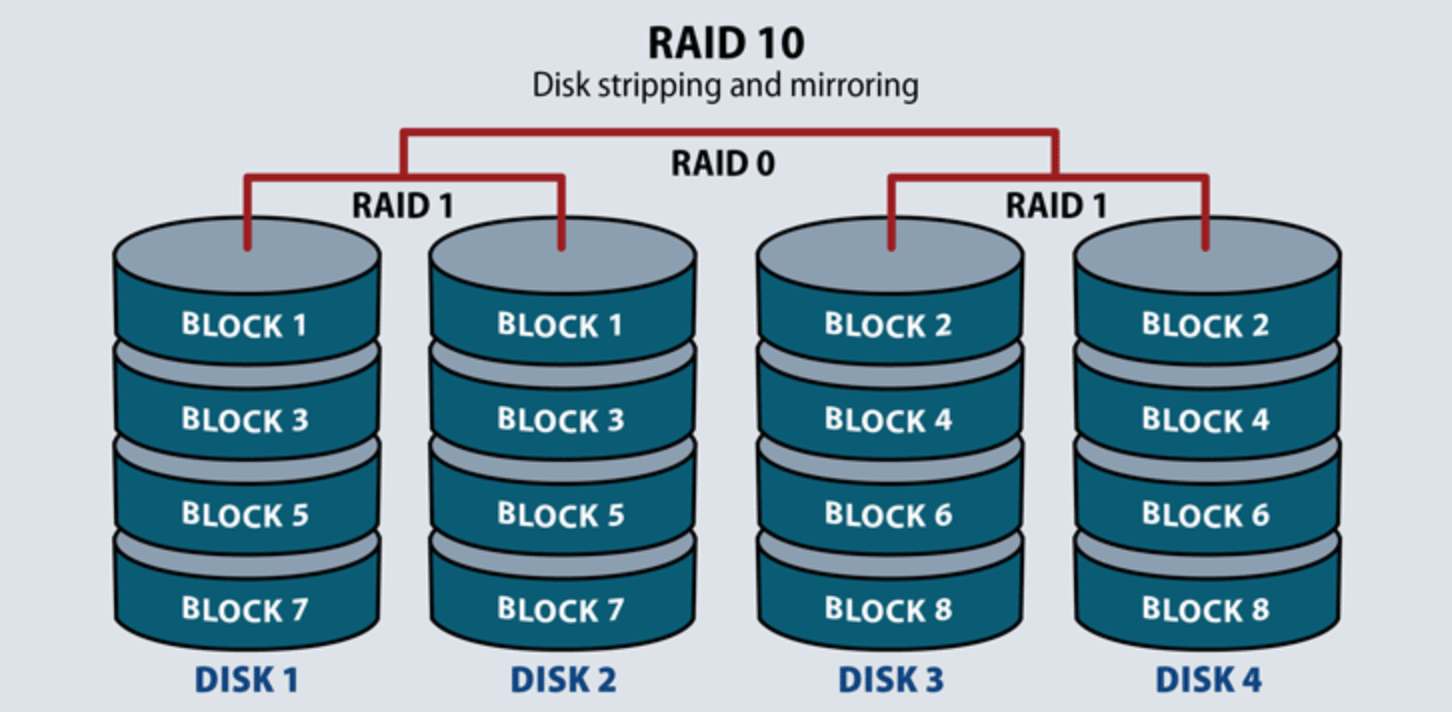 RAID 10
Disk stripping and mirroring
RAID 0
RAID 1
RAID 1
BLOCK 1
BLOCK 1
BLOCK 2
BLOCK 2
BLOCK 3
BLOCK 3
BLOCK 4
BLOCK 4
BLOCK 5
BLOCK 5
BLOCK 6
BLOCK 6
BLOCK 7
BLOCK 7
BLOCK 8
BLOCK 8
DISK 1
DISK 2
DISK 3
DISK 4